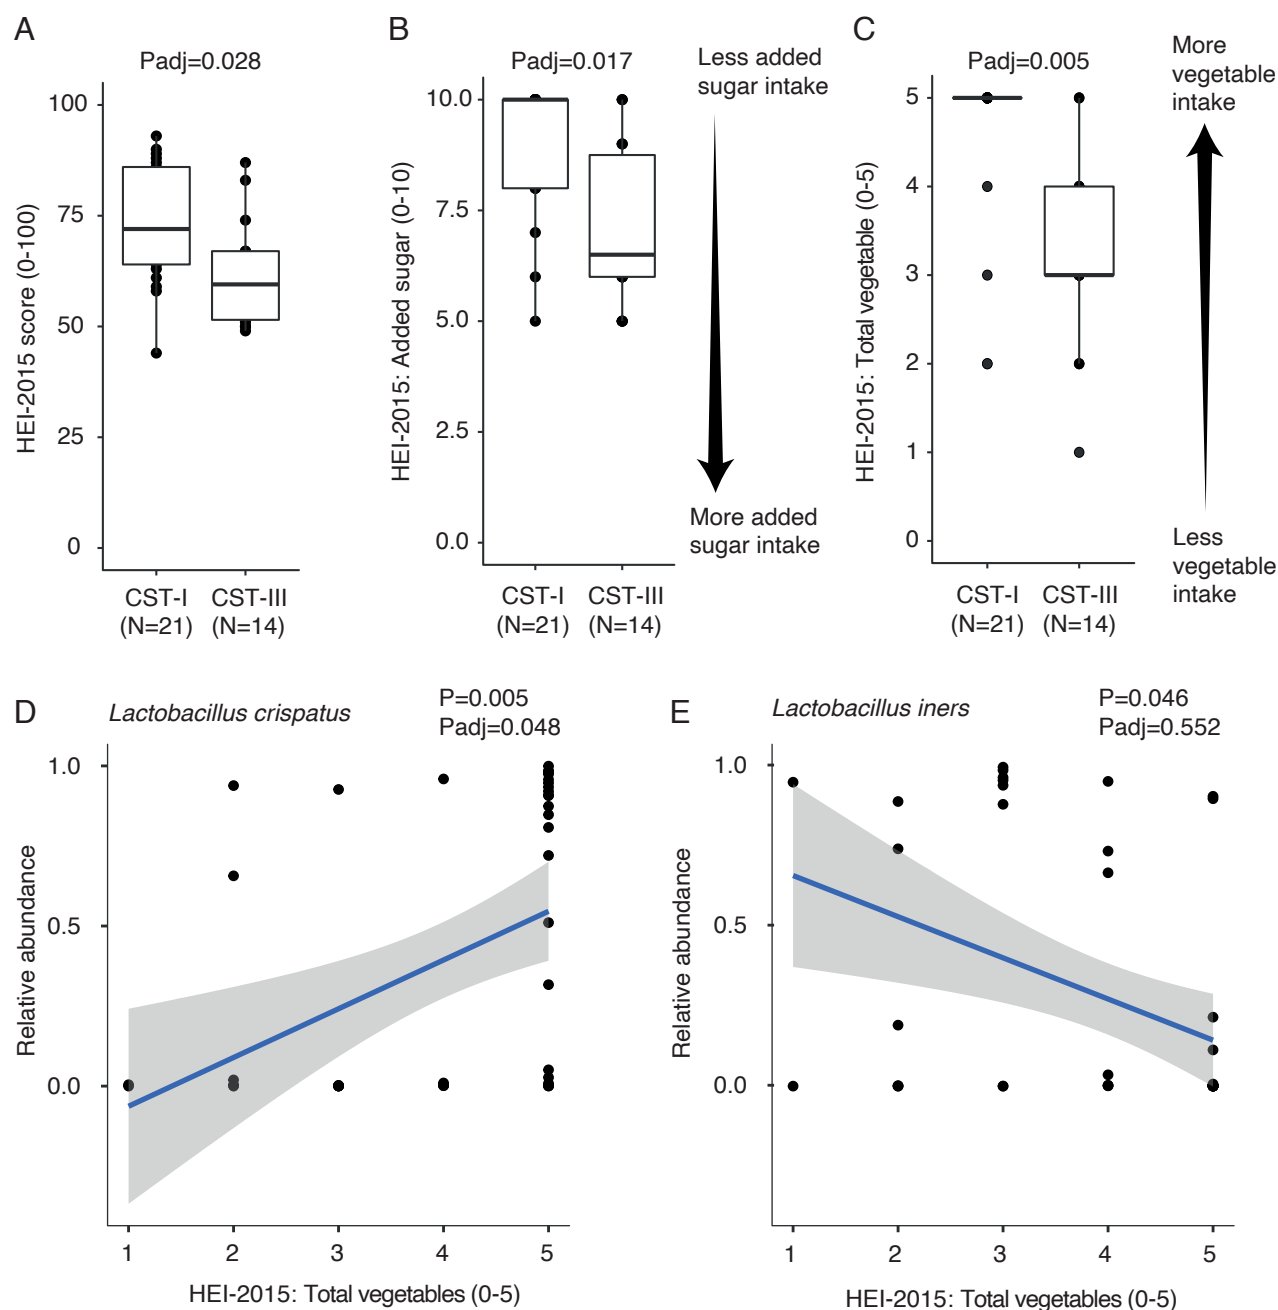 A
Padj=0.028
HEI-2015 score (0-100)
100
75
50
25
0
CST-I
(N=21)
CST-III
(N=14)
B
Padj=0.017
HEI-2015: Added sugar (0-10)
10.0
7.5
5.0
2.5
0.0
CST-I
(N=21)
CST-III
(N=14)
Less added
sugar intake
More added
sugar intake
C
Padj=0.005
HEI-2015: Total vegetable (0-5)
5
4
3
2
1
0
CST-I
(N=21)
CST-III
(N=14)
More
vegetable
intake
Less
vegetable
intake
D
Lactobacillus crispatus
P=0.005
Padj=0.048
Relative abundance
1.0
0.5
0.0
1 2 3 4 5
HEI-2015: Total vegetables (0-5)
E
Lactobacillus iners
P=0.046
Padj=0.552
Relative abundance
1.0
0.5
0.0
1 2 3 4 5
HEI-2015: Total vegetables (0-5)